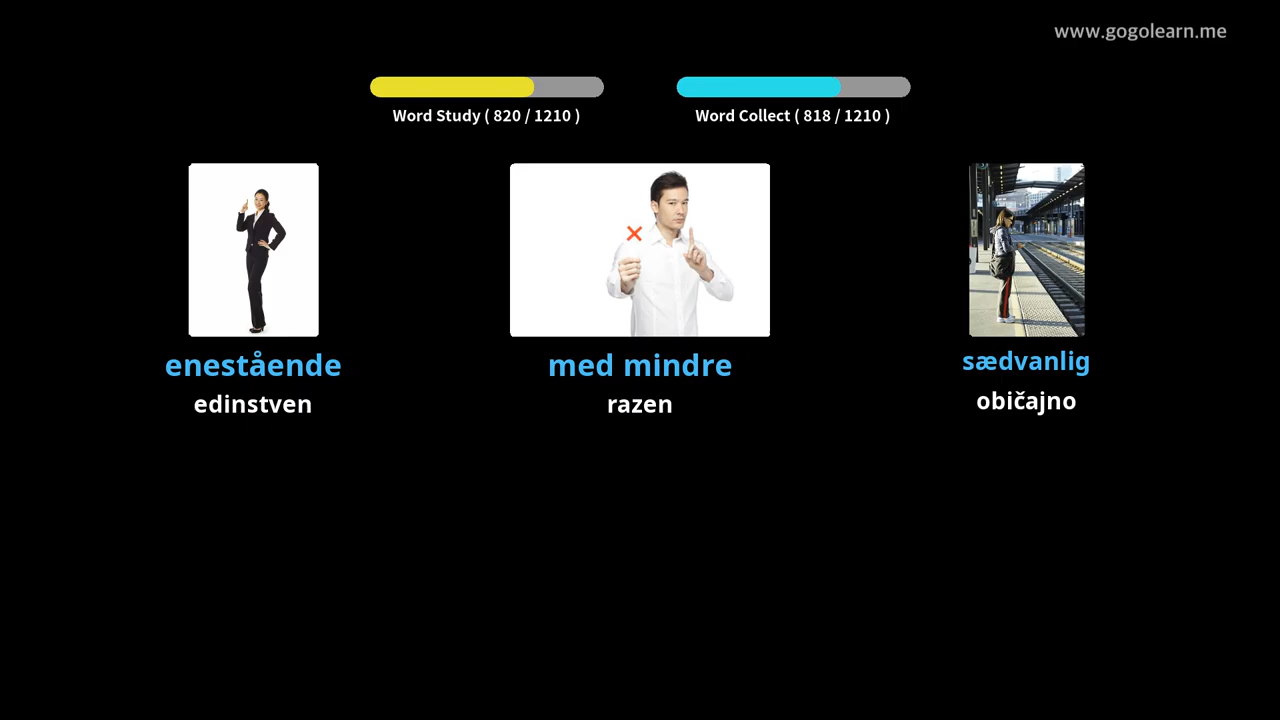 www.gogolearn.me
Word Study ( 820 / 1210 )
Word Collect ( 818 / 1210 )
enestående
med mindre
sædvanlig
edinstven
razen
običajno